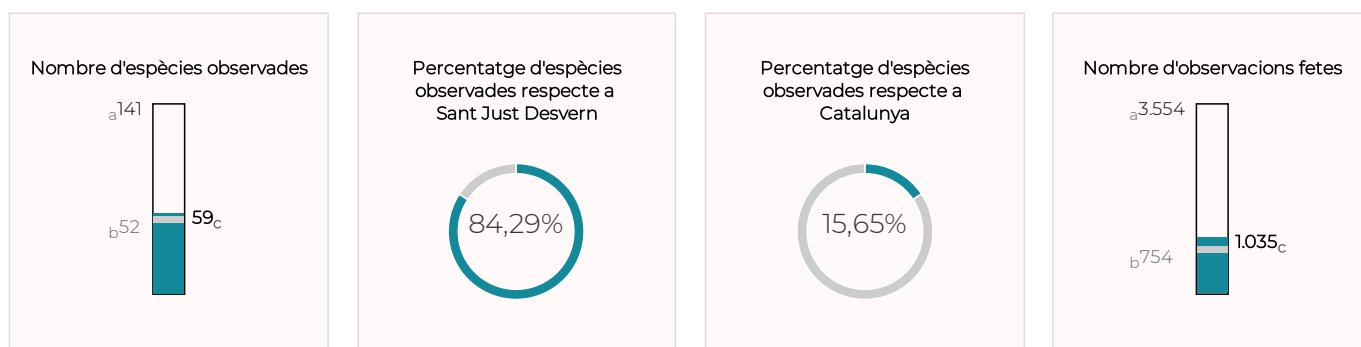 Nombre d'espècies observades
a141
b52
59c
Percentatge d'espècies
observades respecte a
Sant Just Desvern
84,29%
Percentatge d'espècies
observades respecte a
Catalunya
15,65%
Nombre d'observacions fetes
a3.554
b754
1.035c